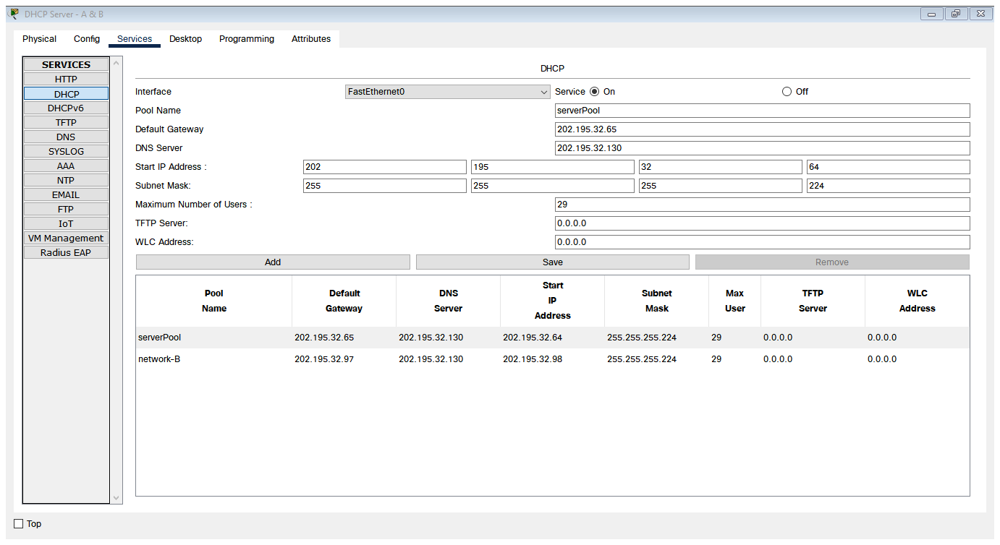 DHCP Server - A & B
Physical Config Services Desktop Programming Attributes
SERVICES
HTTP
DHCP
DHCPv6
TFTP
DNS
SYSLOG
AAA
NTP
EMAIL
FTP
IoT
VM Management
Radius EAP
DHCP
Interface FastEthernet0 Service On Off
Pool Name serverPool
Default Gateway 202.195.32.65
DNS Server 202.195.32.130
Start IP Address : 202 195 32 64
Subnet Mask: 255 255 255 224
Maximum Number of Users : 29
TFTP Server: 0.0.0.0
WLC Address: 0.0.0.0
Add Save Remove
Pool Name Default Gateway DNS Server Start IP Address Subnet Mask Max User TFTP Server WLC Address
serverPool 202.195.32.65 202.195.32.130 202.195.32.64 255.255.255.224 29 0.0.0.0 0.0.0.0
network-B 202.195.32.97 202.195.32.130 202.195.32.98 255.255.255.224 29 0.0.0.0 0.0.0.0
Top